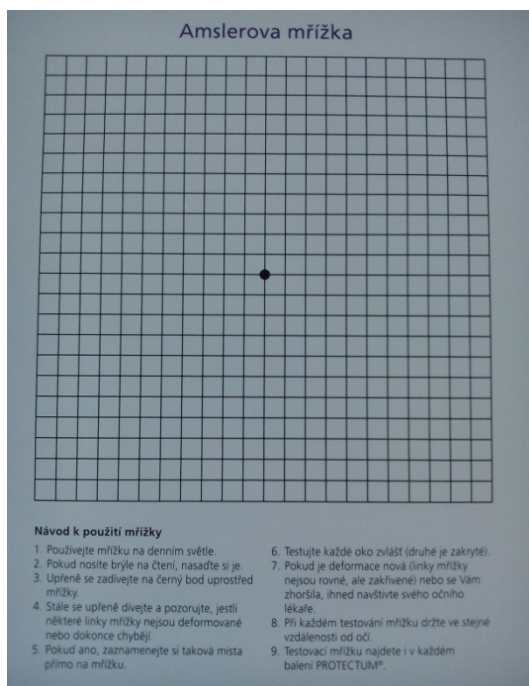 Amslerova mřížka
Návod k použití mřížky
1. Používejte mřížku na denním světle.
2. Pokud nosíte brýle na čtení, nasaďte si je.
3. Upřeně se zadívejte na černý bod uprostřed
mřížky.
4. Stále se upřeně dívejte a pozorujte, jestli
některé linky mřížky nejsou deformované
nebo dokonce chybějí.
5. Pokud ano, zaznamenejte si taková místa
přímo na mřížku.
6. Testujte každé oko zvlášť (druhé je zakryté).
7. Pokud je deformace nová (linky mřížky
nejsou rovné, ale zakřivené) nebo se Vám
zhoršila, ihned navštivte svého očního
lékaře.
8. Při každém testování mřížku držte ve stejné
vzdálenosti od očí.
9. Testovací mřížku najdete i v každém
balení PROTECTUM®.